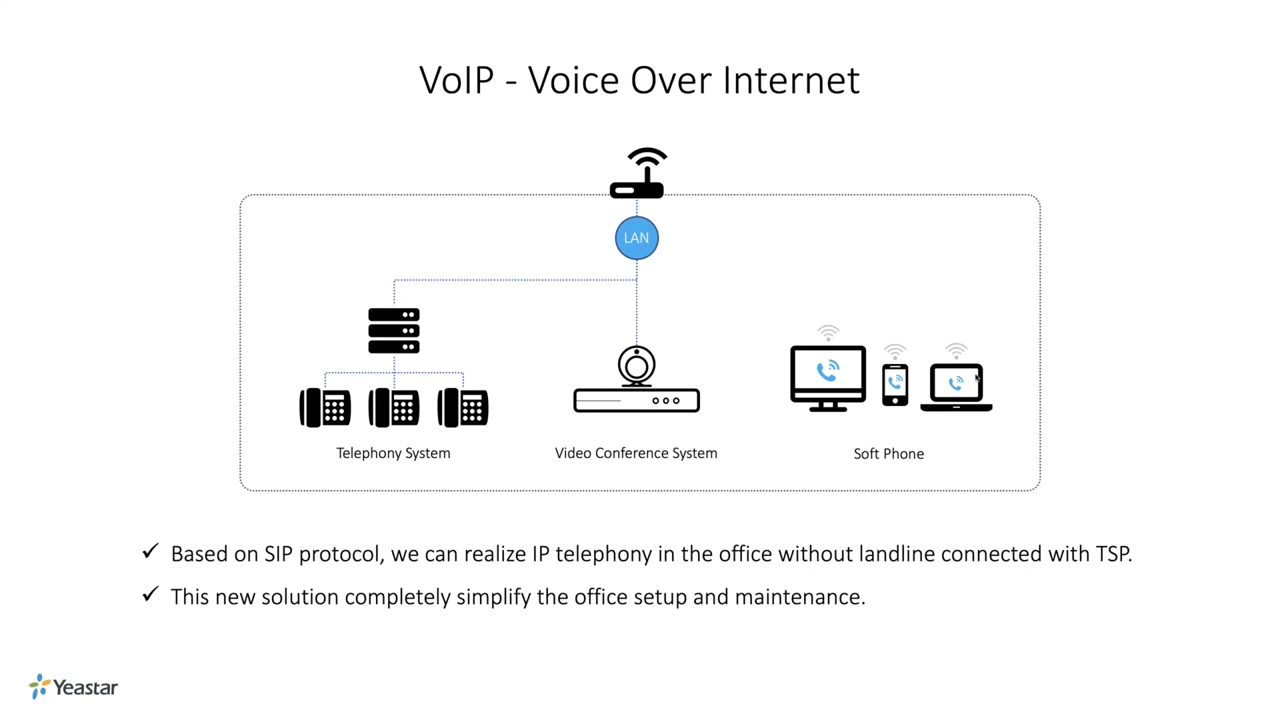 VoIP - Voice Over Internet
LAN
Telephony System
Video Conference System
Soft Phone
✓ Based on SIP protocol, we can realize IP telephony in the office without landline connected with TSP.
✓ This new solution completely simplify the office setup and maintenance.
Yeastar